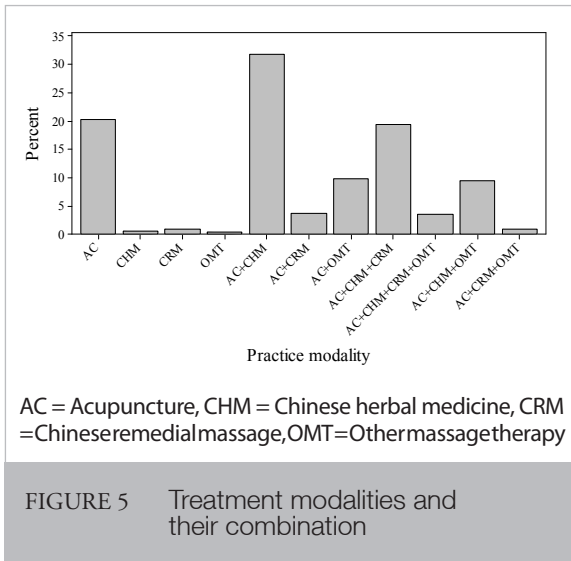 35
30
25
20
15
10
5
0
Percent
AC
CHM
CRM
OMT
AC+CHM
AC+CRM
AC+OMT
AC+CHM+CRM
AC+CHM+CRM+OMT
AC+CHM+OMT
AC+CRM+OMT
Practice modality
AC = Acupuncture, CHM = Chinese herbal medicine, CRM
=Chineseremedialmassage,OMT=Othermassagetherapy
FIGURE 5 Treatment modalities and
their combination